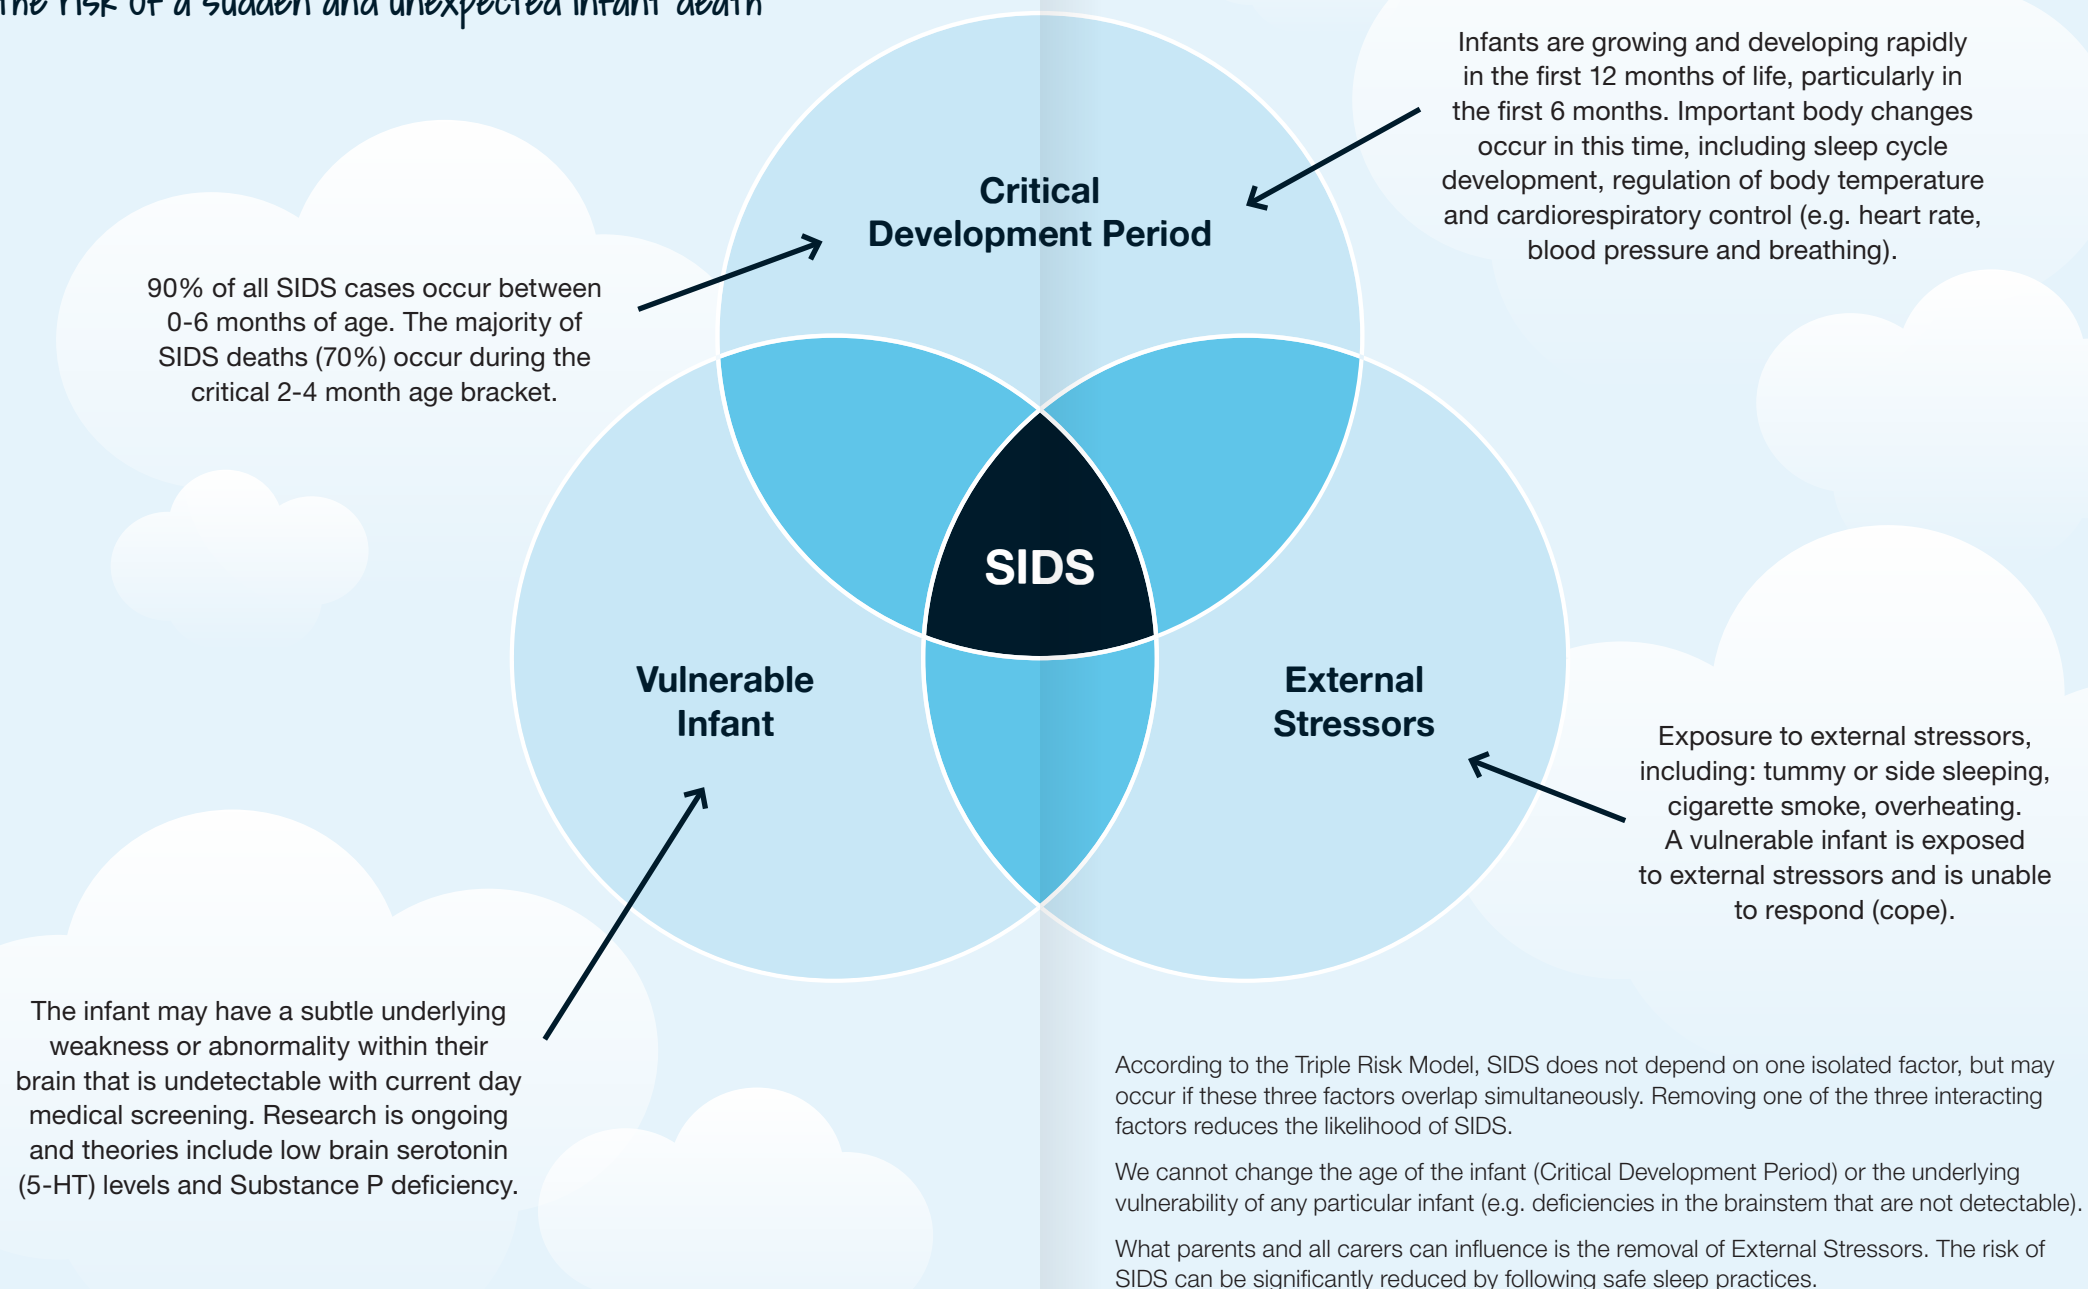 the risk of a sudden and unexpected infant death
Infants are growing and developing rapidly
in the first 12 months of life, particularly in
the first 6 months. Important body changes
occur in this time, including sleep cycle
development, regulation of body temperature
and cardiorespiratory control (e.g. heart rate,
blood pressure and breathing).
Critical
Development Period
90% of all SIDS cases occur between
0-6 months of age. The majority of
SIDS deaths (70%) occur during the
critical 2-4 month age bracket.
SIDS
Vulnerable
Infant
External
Stressors
Exposure to external stressors,
including: tummy or side sleeping,
cigarette smoke, overheating.
A vulnerable infant is exposed
to external stressors and is unable
to respond (cope).
The infant may have a subtle underlying
weakness or abnormality within their
brain that is undetectable with current day
medical screening. Research is ongoing
and theories include low brain serotonin
(5-HT) levels and Substance P deficiency.
According to the Triple Risk Model, SIDS does not depend on one isolated factor, but may
occur if these three factors overlap simultaneously. Removing one of the three interacting
factors reduces the likelihood of SIDS.
We cannot change the age of the infant (Critical Development Period) or the underlying
vulnerability of any particular infant (e.g. deficiencies in the brainstem that are not detectable).
What parents and all carers can influence is the removal of External Stressors. The risk of
SIDS can be significantly reduced by following safe sleep practices.